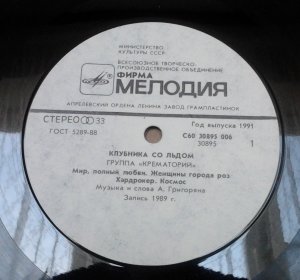 МИНИСТЕРСТВО
КУЛЬТУРЫ СССР
ВСЕСОЮЗНОЕ ТВОРЧЕСКО-
ПРОИЗВОДСТВЕННОЕ ОБЪЕДИНЕНИЕ
ФИРМА
МЕЛОДИЯ
АПРЕЛЕВСКИЙ ОРДЕНА ЛЕНИНА ЗАВОД ГРАМПЛАСТИНОК
СТЕРЕО 33
Год выпуска 1991
ГОСТ 5289-88
С60 30895 006
30895 1
КЛУБНИКА СО ЛЬДОМ
ГРУППА «КРЕМАТОРИЙ»
Мир, полный любви. Женщины города роз
Хардрокер. Космос
Музыка и слова А. Григоряна
Запись 1989 г.